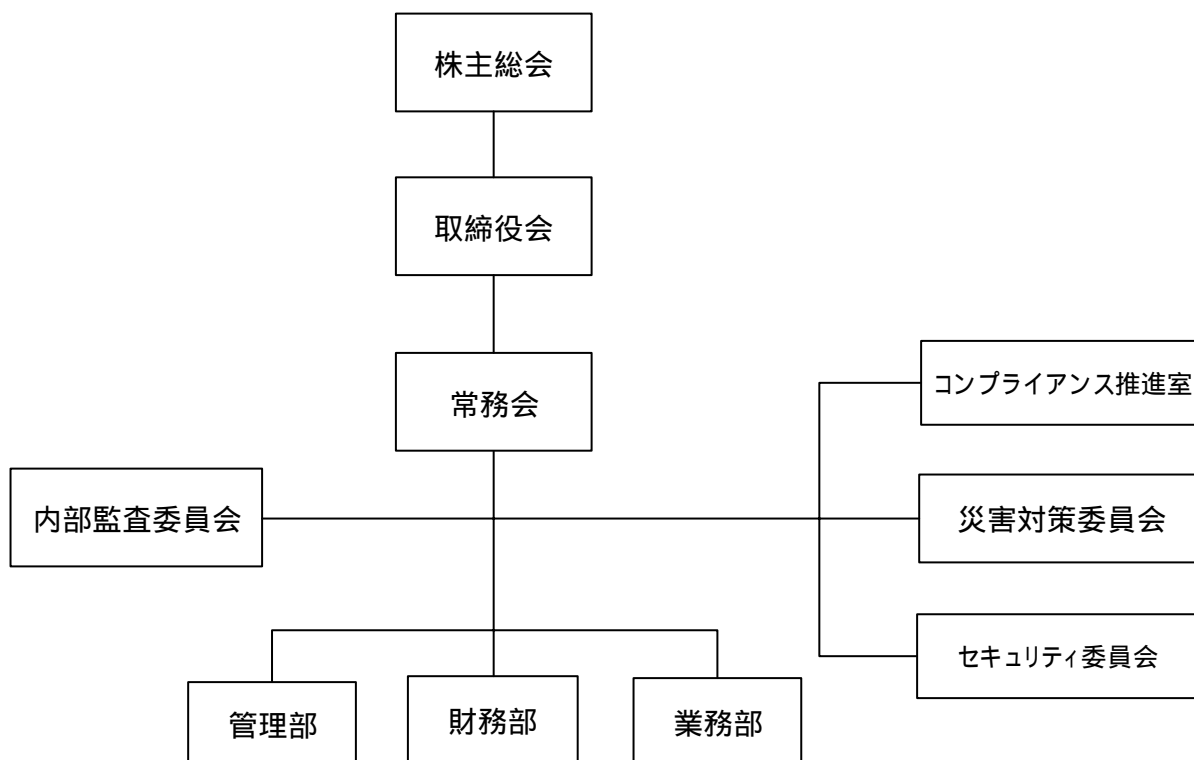 株主総会
取締役会
常務会
コンプライアンス推進室
内部監査委員会
災害対策委員会
セキュリティ委員会
管理部
財務部
業務部